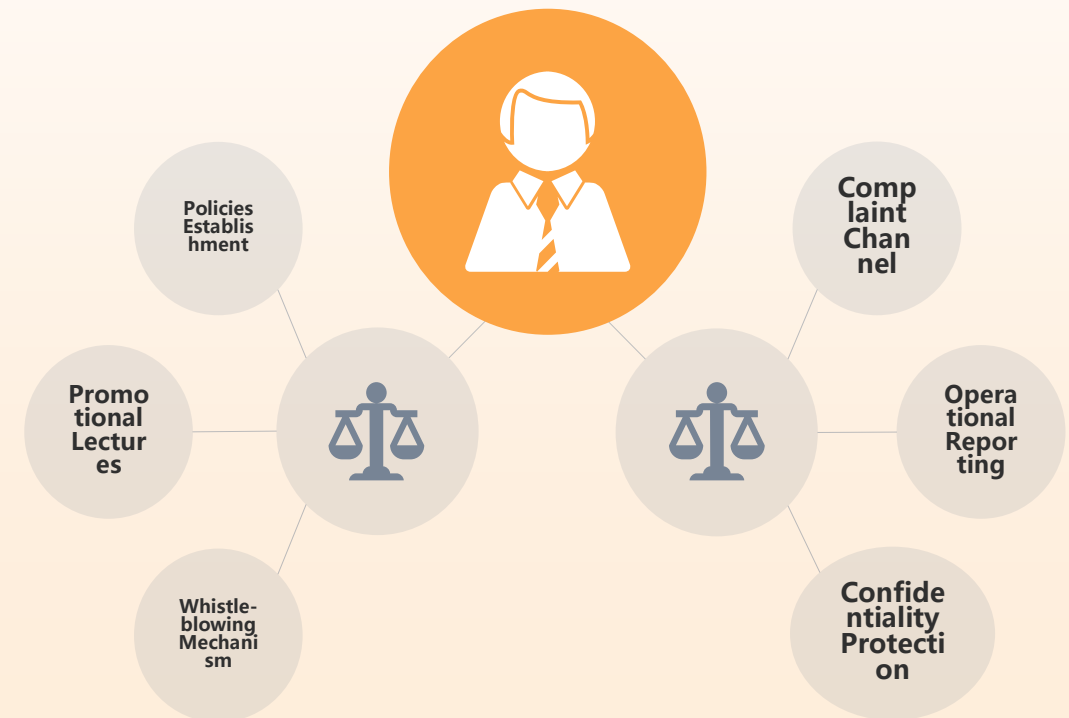 Policies
Establis
hment
Promo
tional
Lectur
es
Whistle-
blowing
Mechani
sm
Comp
laint
Chan
nel
Opera
tional
Repor
ting
Confide
ntiality
Protecti
on